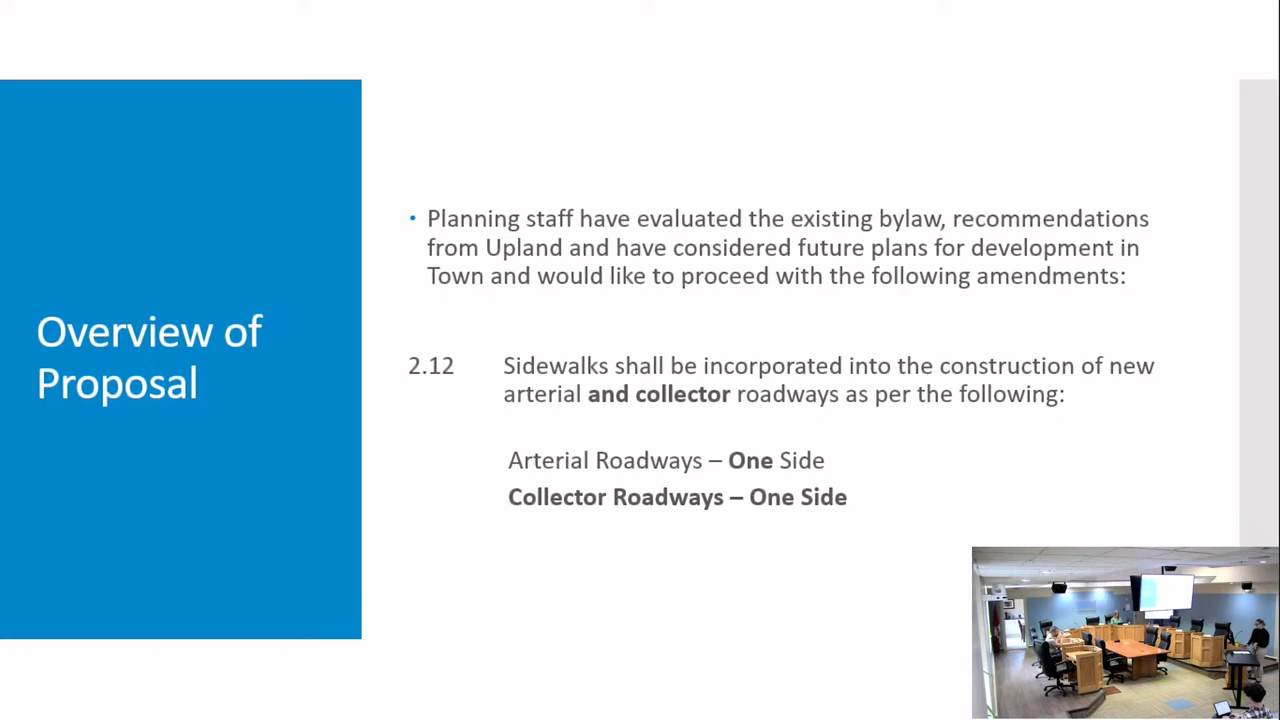 Overview of
Proposal
• Planning staff have evaluated the existing bylaw, recommendations
from Upland and have considered future plans for development in
Town and would like to proceed with the following amendments:
2.12 Sidewalks shall be incorporated into the construction of new
arterial and collector roadways as per the following:
Arterial Roadways – One Side
Collector Roadways – One Side